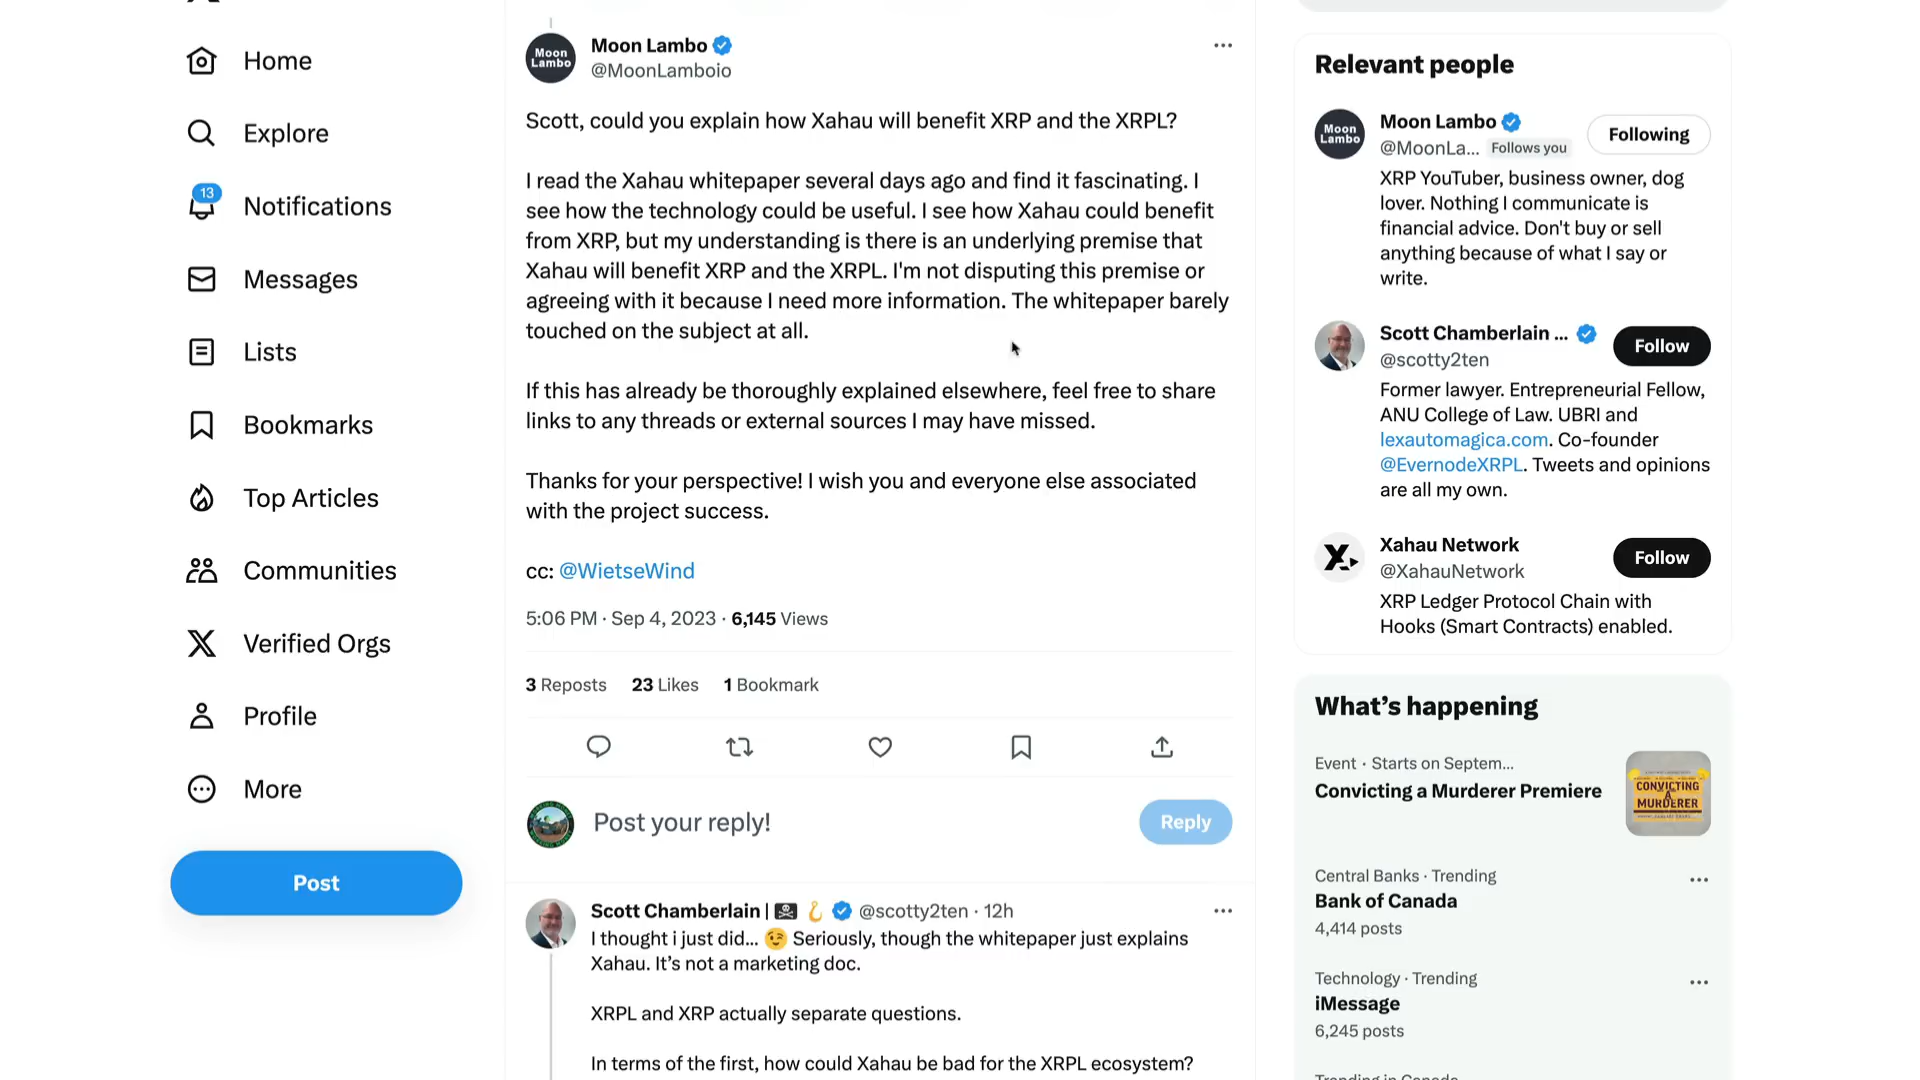 Home
Explore
13
Notifications
Messages
Lists
Bookmarks
Top Articles
Communities
Verified Orgs
Profile
More
Post
Moon Lambo
Moon Lambo
@MoonLamboio
Scott, could you explain how Xahau will benefit XRP and the XRPL?
I read the Xahau whitepaper several days ago and find it fascinating. I
see how the technology could be useful. I see how Xahau could benefit
from XRP, but my understanding is there is an underlying premise that
Xahau will benefit XRP and the XRPL. I'm not disputing this premise or
agreeing with it because I need more information. The whitepaper barely
touched on the subject at all.
If this has already be thoroughly explained elsewhere, feel free to share
links to any threads or external sources I may have missed.
Thanks for your perspective! I wish you and everyone else associated
with the project success.
cc: @WietseWind
5:06 PM · Sep 4, 2023 · 6,145 Views
3 Reposts 23 Likes 1 Bookmark
Post your reply!
Reply
Scott Chamberlain | 🏴‍☠️ 🪝 @scotty2ten · 12h
I thought i just did... 😉 Seriously, though the whitepaper just explains
Xahau. It's not a marketing doc.
XRPL and XRP actually separate questions.
In terms of the first, how could Xahau be bad for the XRPL ecosystem?
Relevant people
Moon Lambo
Moon Lambo
@MoonLa... Follows you
Following
XRP YouTuber, business owner, dog
lover. Nothing I communicate is
financial advice. Don't buy or sell
anything because of what I say or
write.
Scott Chamberlain ...
@scotty2ten
Follow
Former lawyer. Entrepreneurial Fellow,
ANU College of Law. UBRI and
lexautomagica.com. Co-founder
@EvernodeXRPL. Tweets and opinions
are all my own.
Xahau Network
@XahauNetwork
Follow
XRP Ledger Protocol Chain with
Hooks (Smart Contracts) enabled.
What's happening
Event · Starts on Septem...
Convicting a Murderer Premiere
CONVICTING
A
MURDERER
Central Banks · Trending
Bank of Canada
4,414 posts
Technology · Trending
iMessage
6,245 posts
Trending in Canada